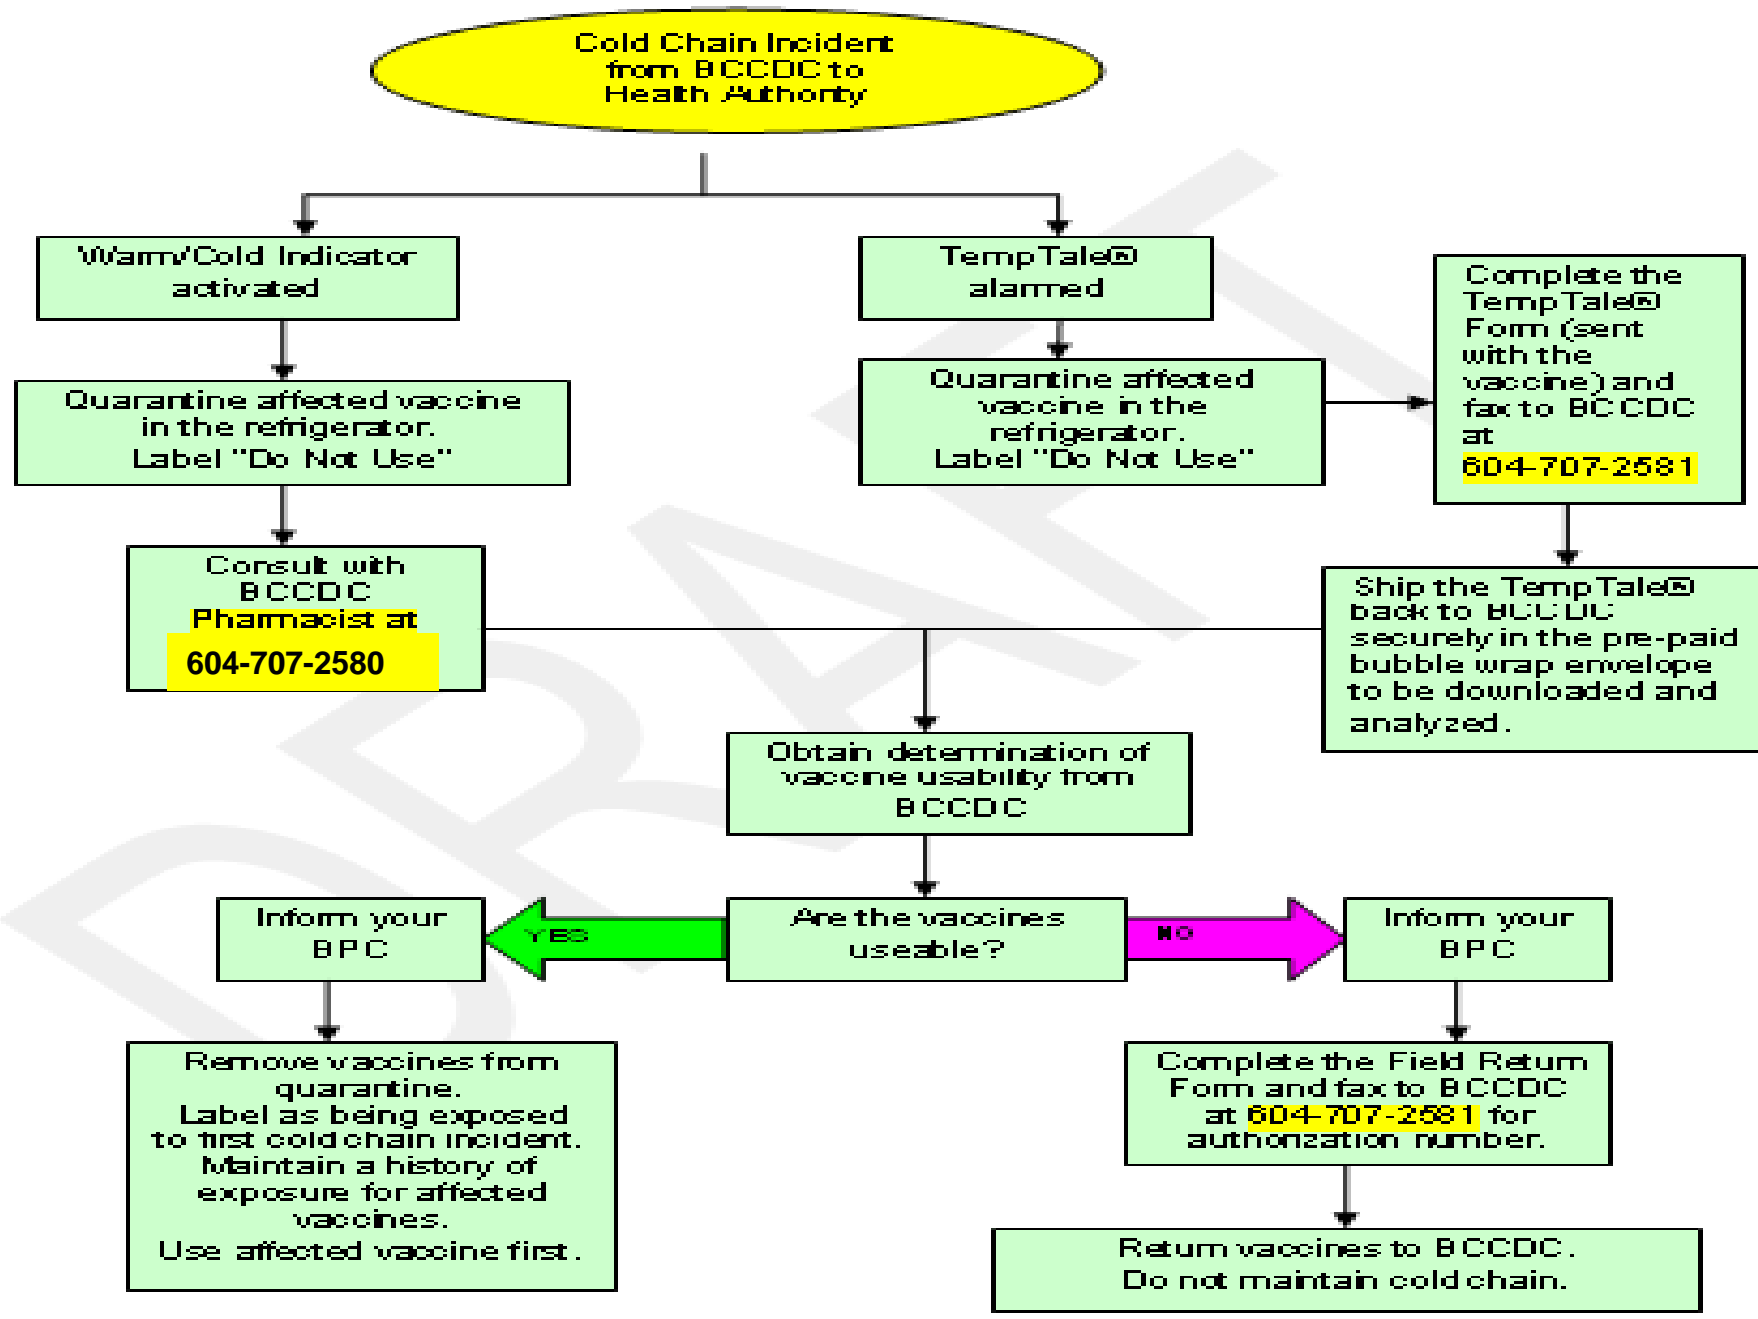 Cold Chain Incident
from BCCDC to
Health Authority
Warm/Cold Indicator
activated
TempTale®
alarmed
Complete the
TempTale®
Form (sent
with the
vaccine) and
fax to BCCDC
at
604-707-2581
Quarantine affected vaccine
in the refrigerator.
Label "Do Not Use"
Quarantine affected
vaccine in the
refrigerator.
Label "Do Not Use"
Consult with
BCCDC
Pharmacist at
604-707-2580
Ship the TempTale®
back to BCCDC
securely in the pre-paid
bubble wrap envelope
to be downloaded and
analyzed.
Obtain determination of
vaccine usability from
BCCDC
Inform your
BPC
YES
Are the vaccines
useable?
NO
Inform your
BPC
Remove vaccines from
quarantine.
Label as being exposed
to first cold chain incident.
Maintain a history of
exposure for affected
vaccines.
Use affected vaccine first.
Complete the Field Return
Form and fax to BCCDC
at 604-707-2581 for
authorization number.
Return vaccines to BCCDC.
Do not maintain cold chain.
DRAFT